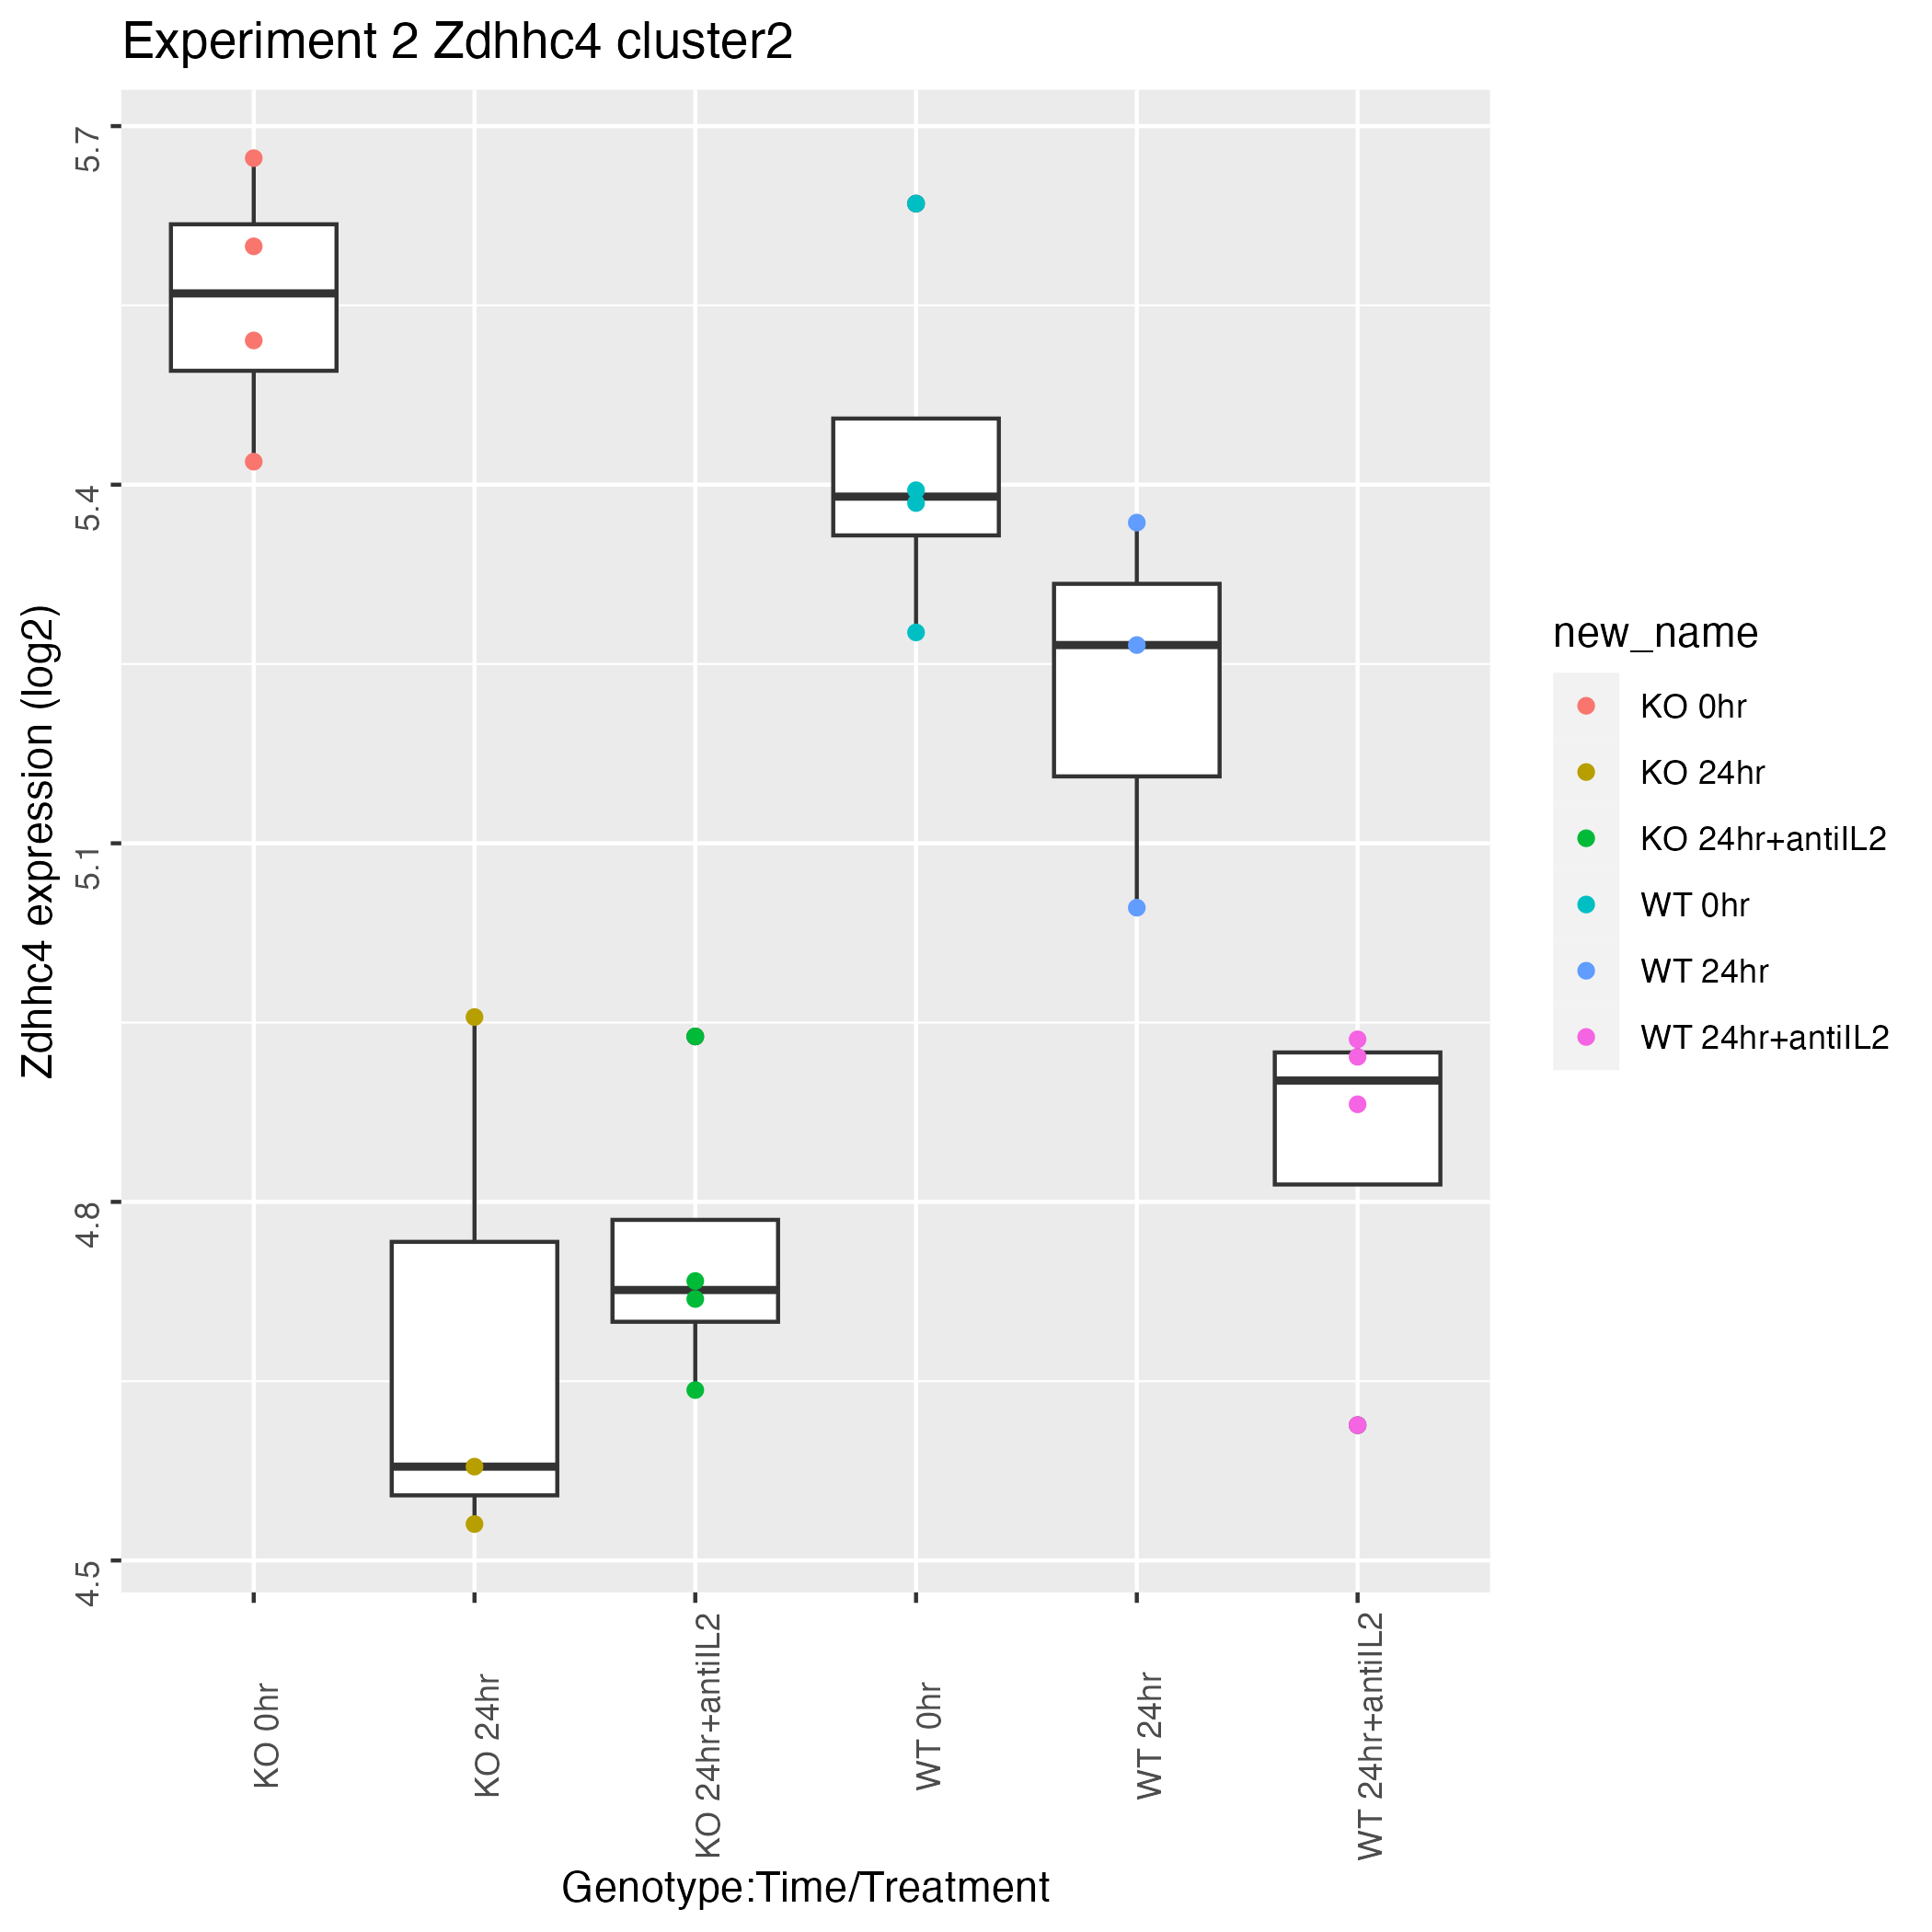 Experiment 2 Zdhhc4 cluster2
Zdhhc4 expression (log2)
5.7
5.4
5.1
4.8
4.5
KO 0hr
KO 24hr
KO 24hr+antiIL2
WT 0hr
WT 24hr
WT 24hr+antiIL2
Genotype:Time/Treatment
new_name
KO 0hr
KO 24hr
KO 24hr+antiIL2
WT 0hr
WT 24hr
WT 24hr+antiIL2